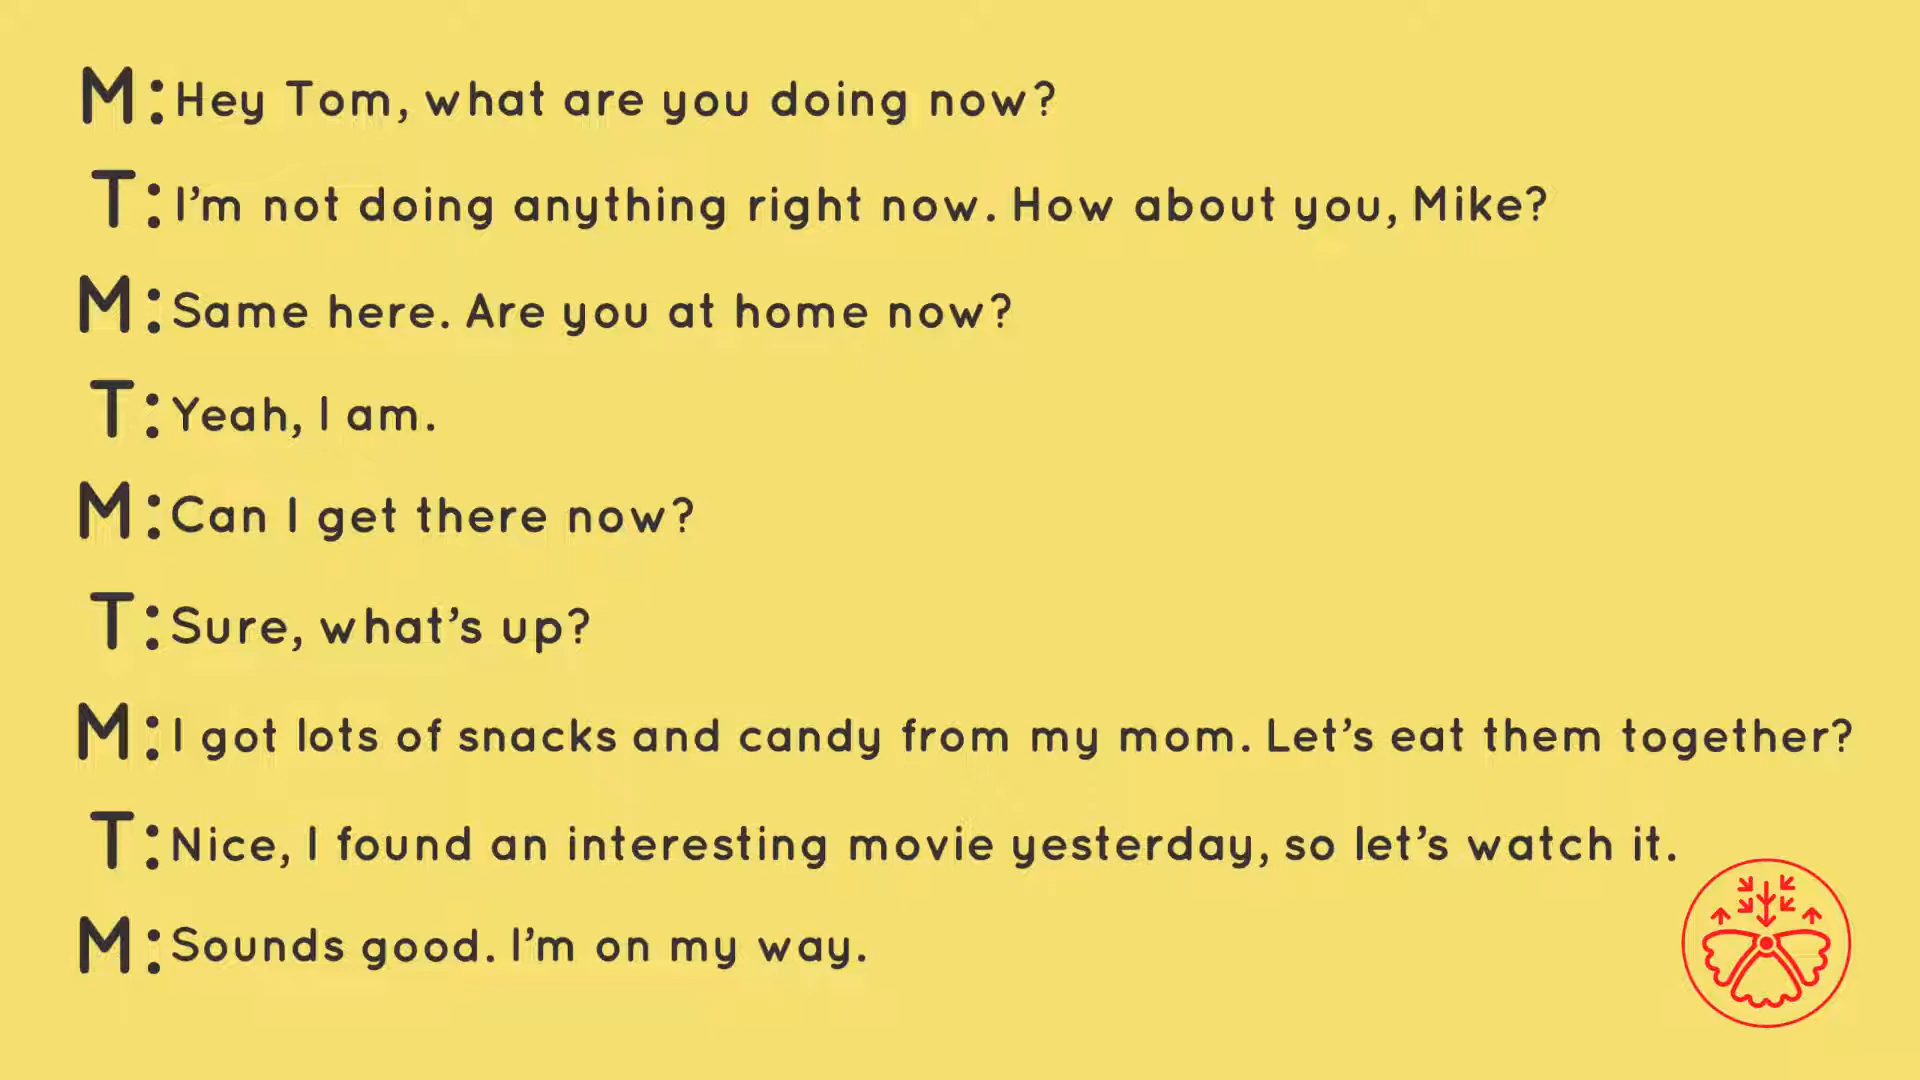 M: Hey Tom, what are you doing now?
T: I'm not doing anything right now. How about you, Mike?
M: Same here. Are you at home now?
T: Yeah, I am.
M: Can I get there now?
T: Sure, what's up?
M: I got lots of snacks and candy from my mom. Let's eat them together?
T: Nice, I found an interesting movie yesterday, so let's watch it.
M: Sounds good. I'm on my way.